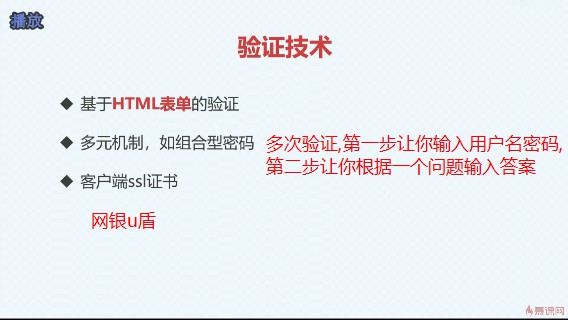 播放
验证技术
◆ 基于HTML表单的验证
◆ 多元机制，如组合型密码
多次验证,第一步让你输入用户名密码,
第二步让你根据一个问题输入答案
◆ 客户端ssl证书
网银u盾
慕课网